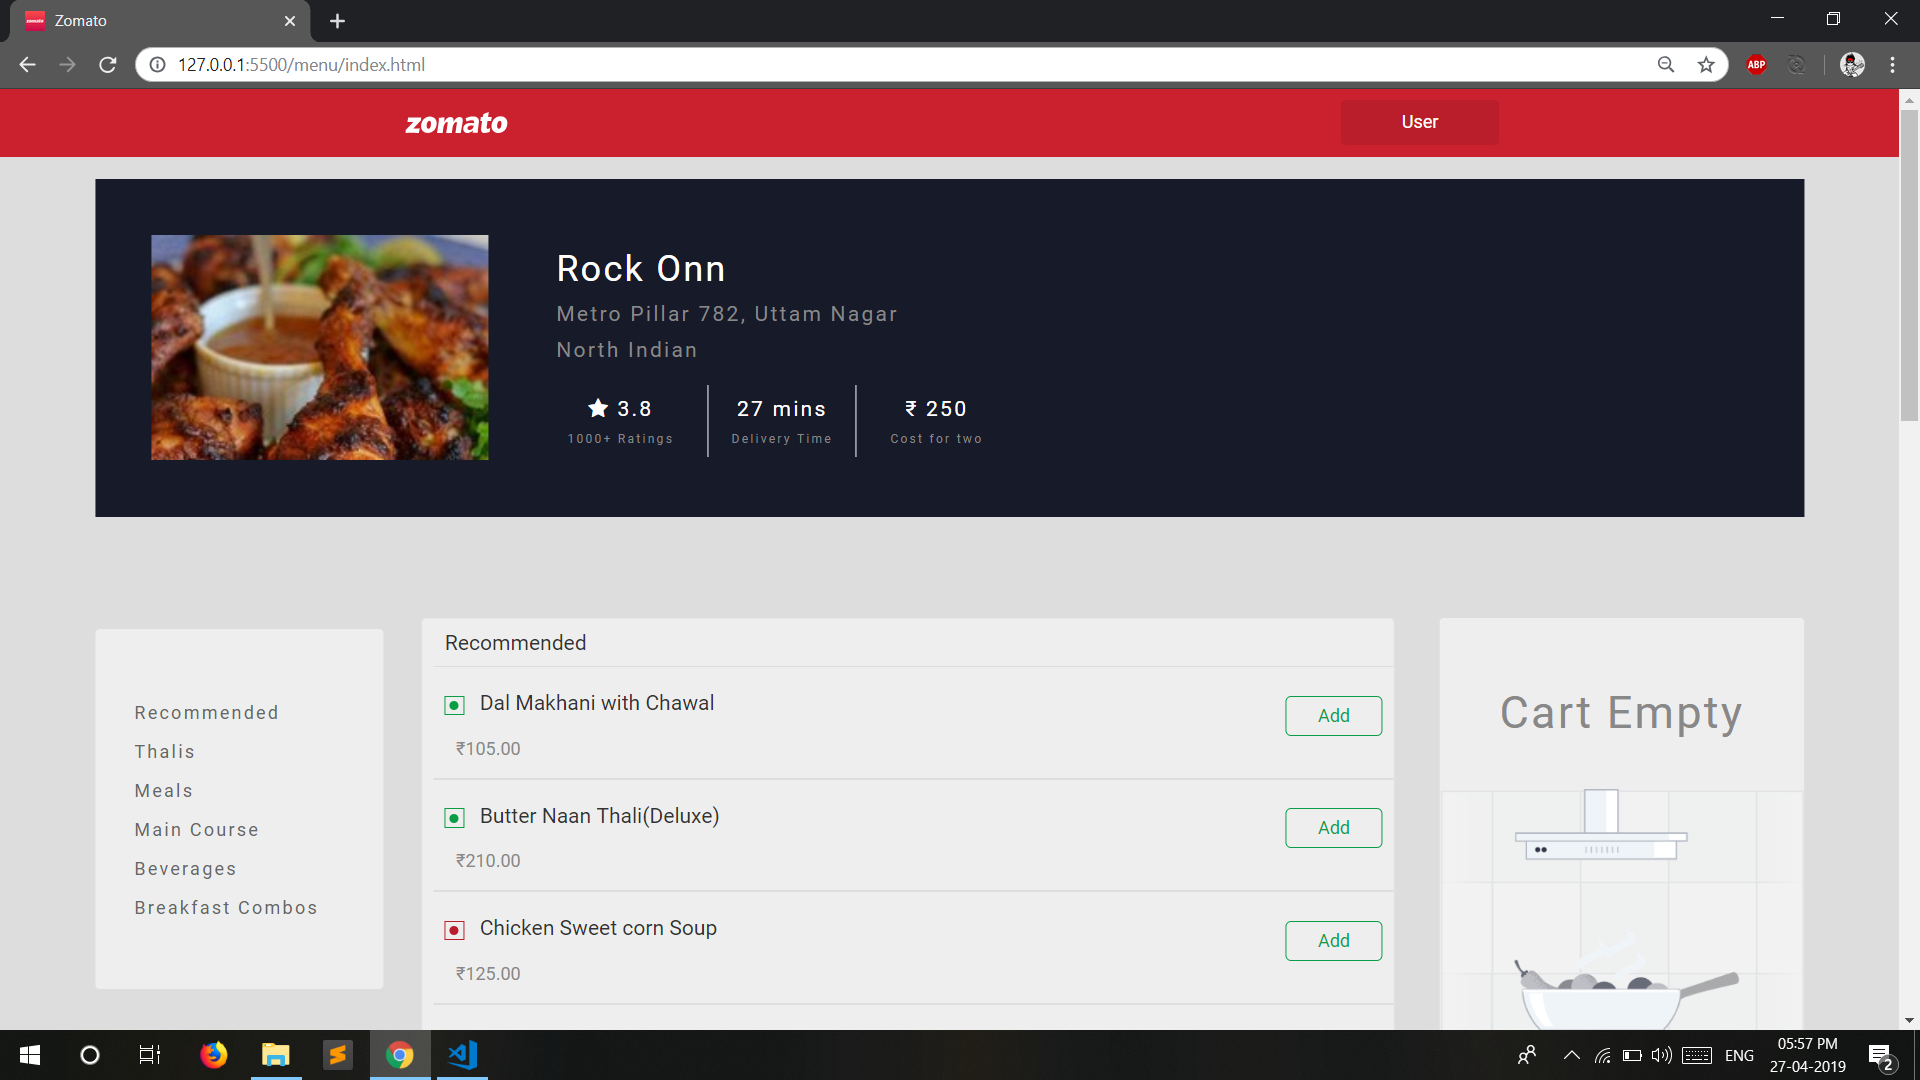 Zomato
127.0.0.1:5500/menu/index.html
ABP
zomato
User
Rock Onn
Metro Pillar 782, Uttam Nagar
North Indian
3.8
1000+ Ratings
27 mins
Delivery Time
₹ 250
Cost for two
Recommended
Thalis
Meals
Main Course
Beverages
Breakfast Combos
Recommended
Dal Makhani with Chawal
Add
₹105.00
Butter Naan Thali(Deluxe)
Add
₹210.00
Chicken Sweet corn Soup
Add
₹125.00
Cart Empty
ENG
05:57 PM
27-04-2019
2